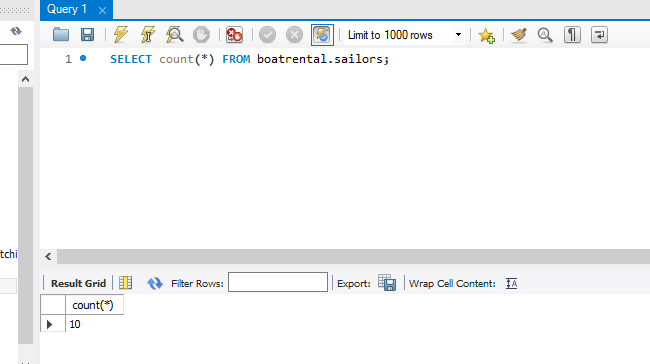 Query 1
Limit to 1000 rows
1 SELECT count(*) FROM boatrental.sailors;
tchi
Result Grid Filter Rows: Export: Wrap Cell Content:
count(*)
10